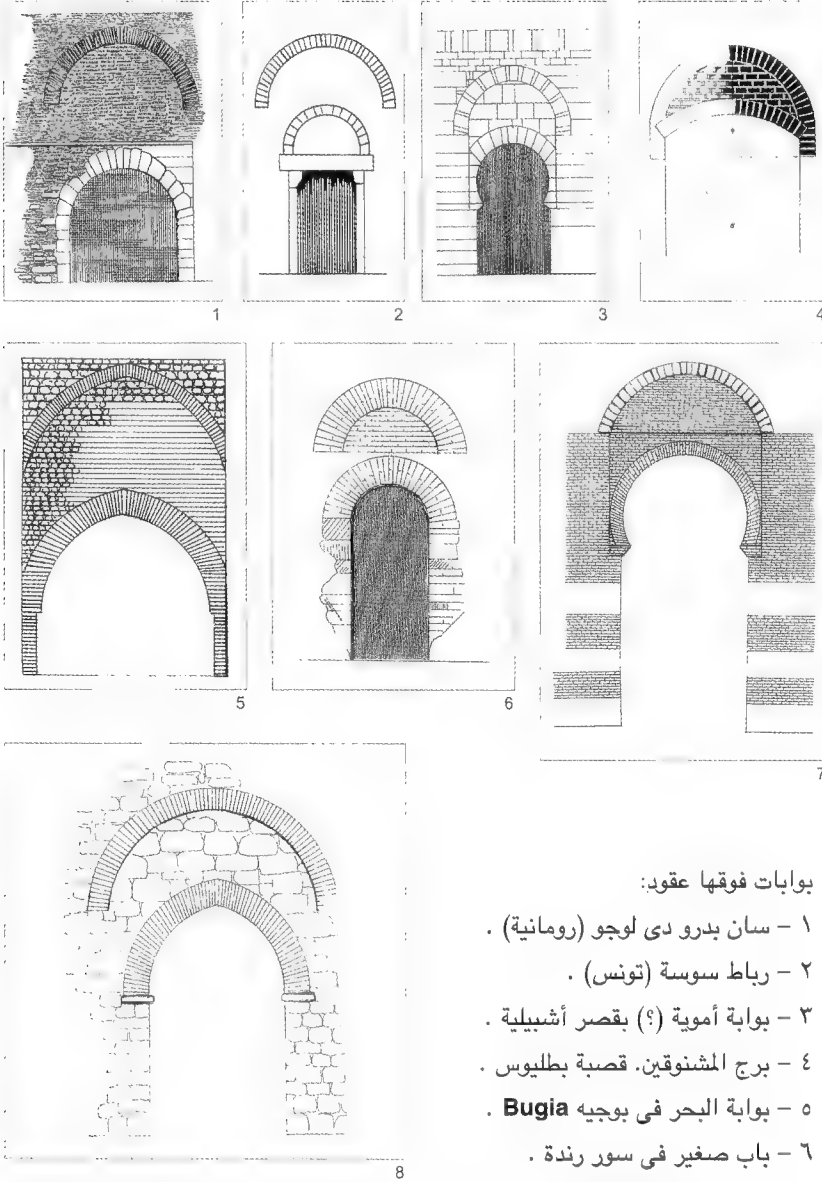 1
2
3
4
5
6
7
8
بوابات فوقها عقود:
١ – سان بدرو دى لوجو (رومانية) .
٢ – رباط سوسة (تونس) .
٣ – بوابة أموية (؟) بقصر أشبيلية .
٤ – برج المشنوقين. قصبة بطليوس .
٥ – بوابة البحر فى بوجيه Bugia .
٦ – باب صغير فى سور رندة .